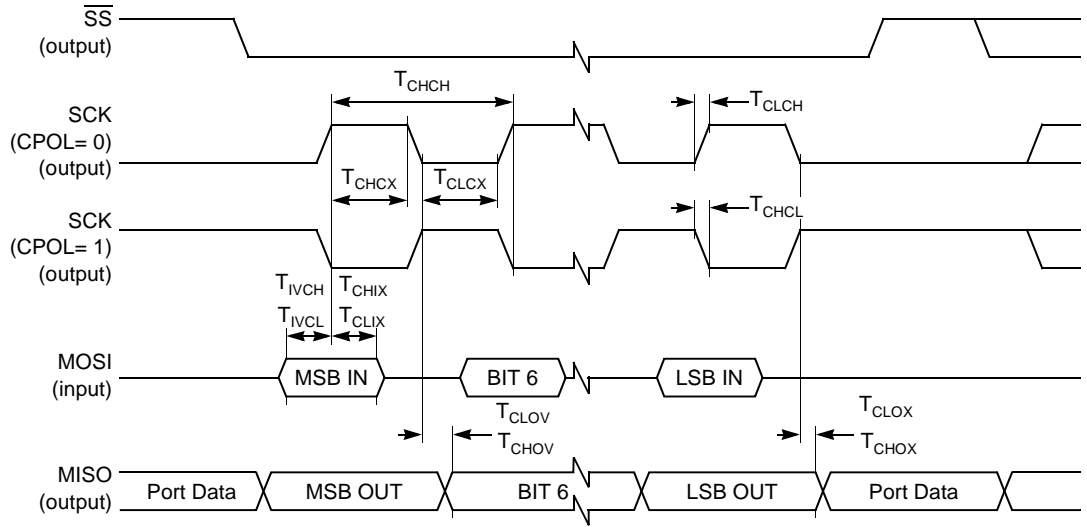 SS
(output)
T_CHCH
T_CLCH
SCK
(CPOL= 0)
(output)
T_CHCX
T_CLCX
T_CHCL
SCK
(CPOL= 1)
(output)
T_IVCH T_CHIX
T_IVCL T_CLIX
MOSI
(input)
MSB IN
BIT 6
LSB IN
T_CLOV
T_CHOV
T_CLOX
T_CHOX
MISO
(output)
Port Data
MSB OUT
BIT 6
LSB OUT
Port Data